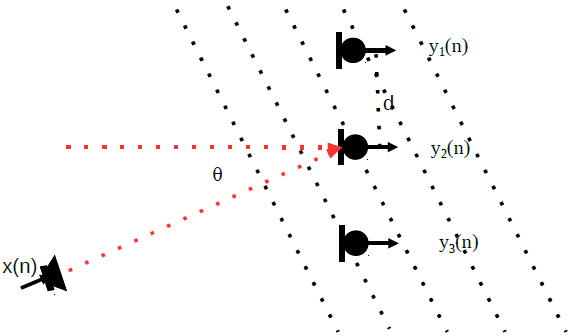 y₁(n)
d
y₂(n)
θ
y₃(n)
x(n)